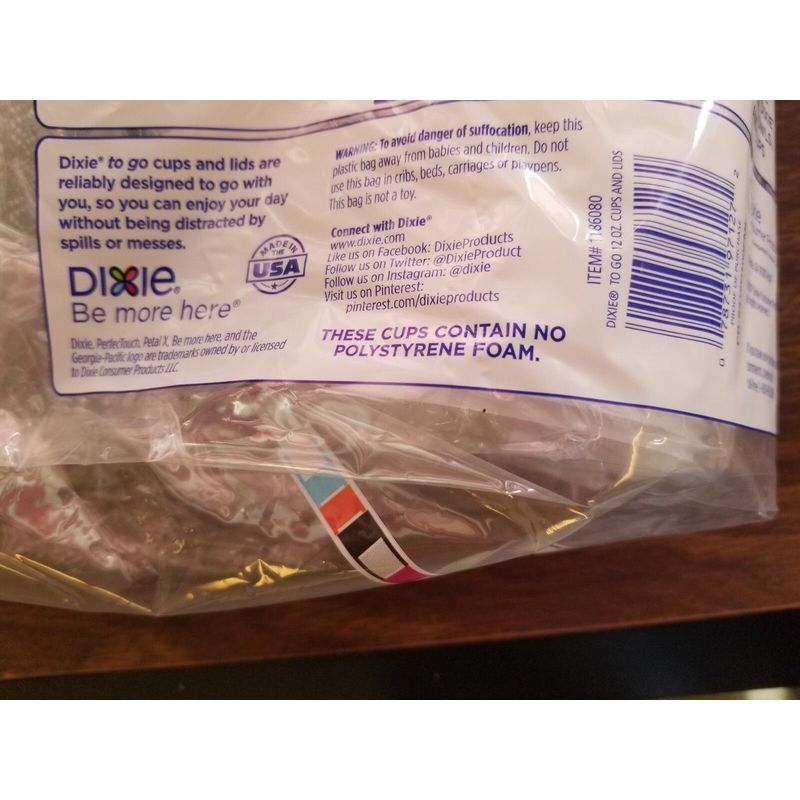 Dixie® to go cups and lids are
reliably designed to go with
you, so you can enjoy your day
without being distracted by
spills or messes.
MADE IN
THE
USA
DIXIE®
Be more here®
Dixie, PerfecTouch, Petal X, Be more here, and the
Georgia-Pacific logo are trademarks owned by or licensed
to Dixie Consumer Products LLC.
WARNING: To avoid danger of suffocation, keep this
plastic bag away from babies and children. Do not
use this bag in cribs, beds, carriages or playpens.
This bag is not a toy.
Connect with Dixie®
www.dixie.com
Like us on Facebook: DixieProducts
Follow us on Twitter: @DixieProduct
Follow us on Instagram: @dixie
Visit us on Pinterest:
pinterest.com/dixieproducts
THESE CUPS CONTAIN NO
POLYSTYRENE FOAM.
ITEM# 1186080
DIXIE® TO GO 12 OZ. CUPS AND LIDS
PROOF OF PURCHASE